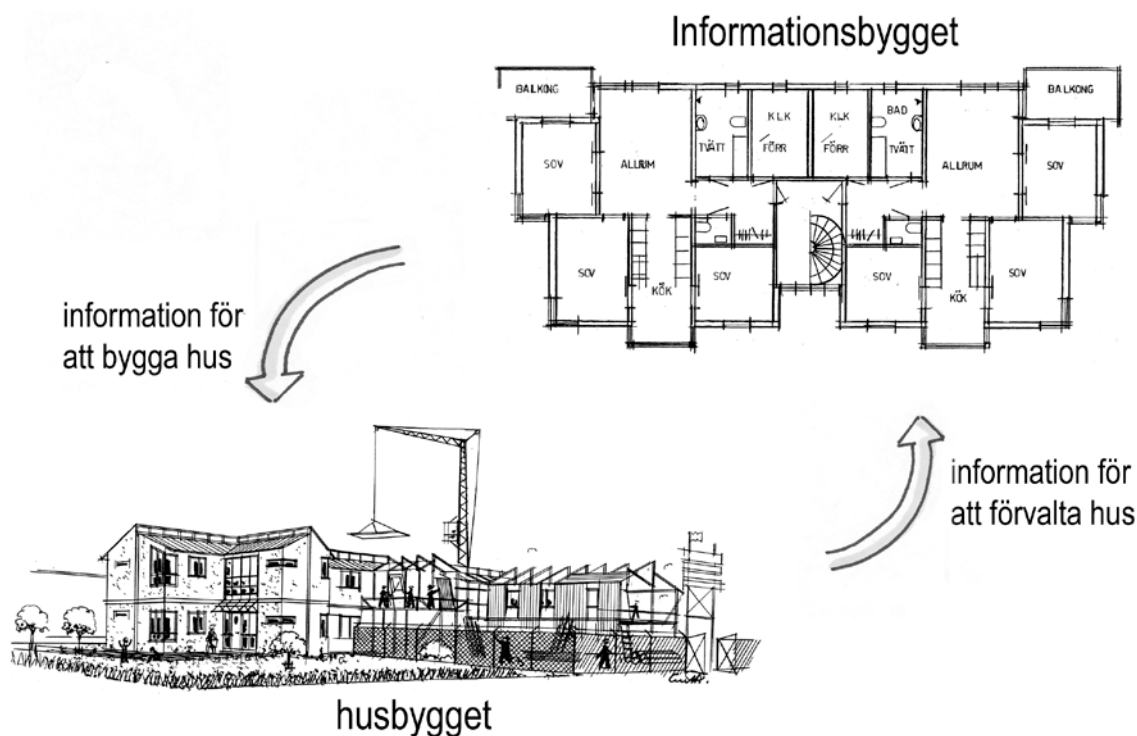 Informationsbygget
BALKONG
BALKONG
KLK
KLK
BAD
TVÄTT
FÖRR
FÖRR
TVÄTT
SOV
ALLRUM
ALLRUM
SOV
SOV
KÖK
SOV
SOV
KÖK
SOV
information för
att bygga hus
information för
att förvalta hus
husbygget